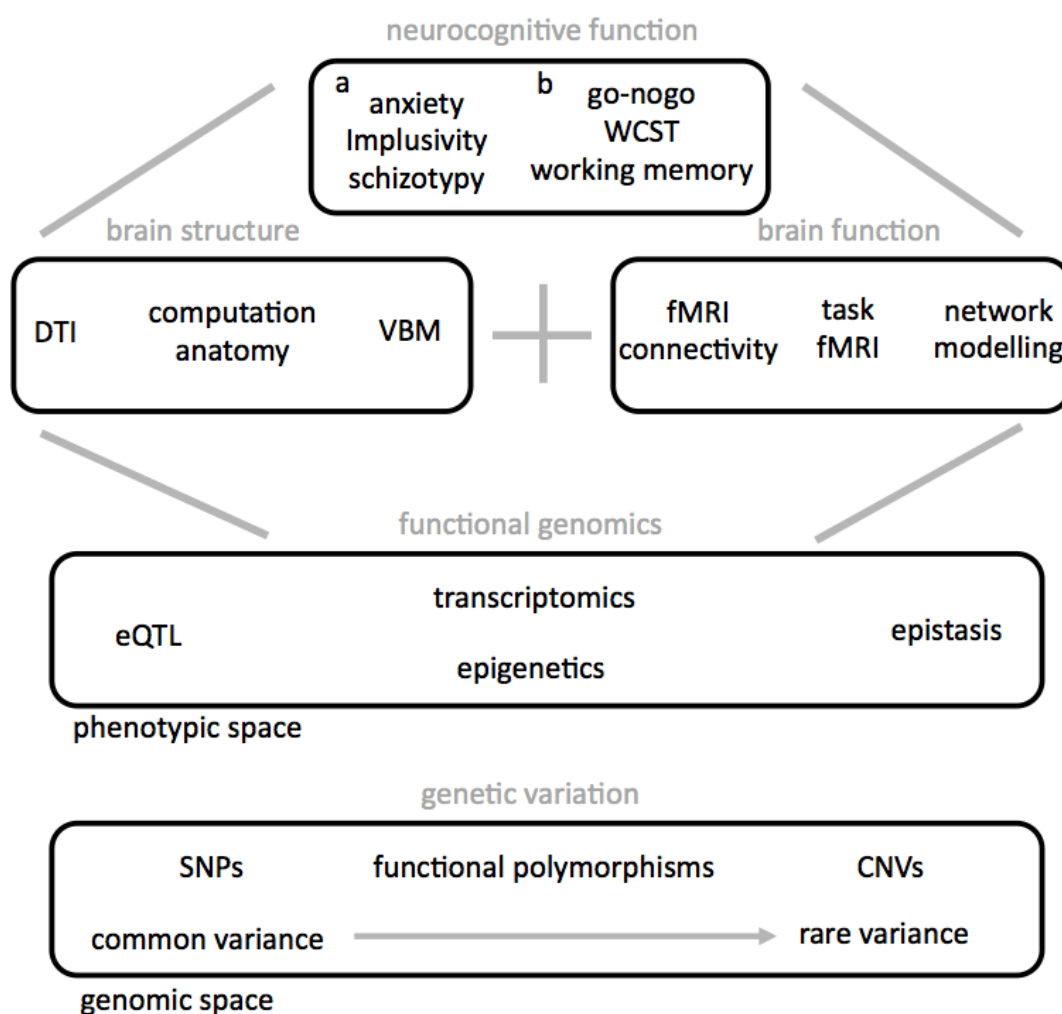 neurocognitive function
a
anxiety
Implusivity
schizotypy
b
go-nogo
WCST
working memory
brain structure
DTI
computation
anatomy
VBM
brain function
fMRI
connectivity
task
fMRI
network
modelling
functional genomics
eQTL
transcriptomics
epigenetics
epistasis
phenotypic space
genetic variation
SNPs
functional polymorphisms
CNVs
common variance
rare variance
genomic space